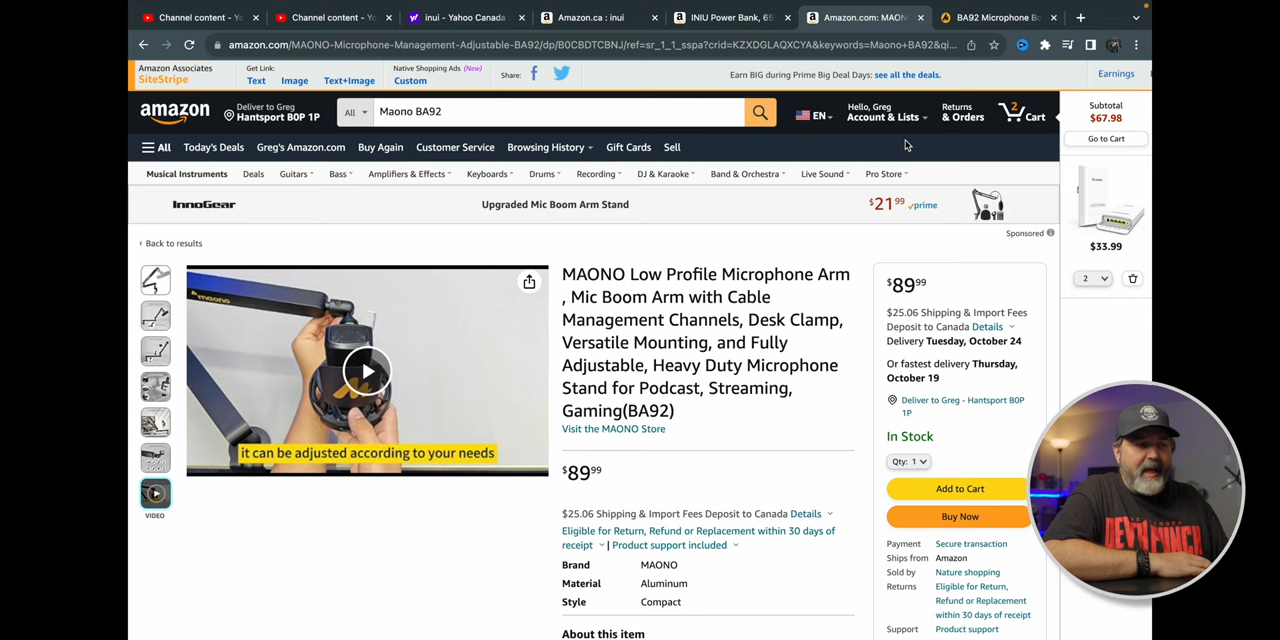 Channel content - Yo
Channel content - Yo
inui - Yahoo Canada
Amazon.ca : inui
INIU Power Bank, 65
Amazon.com: MAONO
BA92 Microphone Bo
amazon.com/MAONO-Microphone-Management-Adjustable-BA92/dp/B0CBDTCBNJ/ref=sr_1_1_sspa?crid=KZXDGLAQXCYA&keywords=Maono+BA92&qi...
Amazon Associates
SiteStripe
Get Link:
Text Image Text+Image
Native Shopping Ads (New)
Custom
Share:
Earn BIG during Prime Big Deal Days: see all the deals.
Earnings
amazon
Deliver to Greg
Hantsport B0P 1P
All
Maono BA92
EN
Hello, Greg
Account & Lists
Returns
& Orders
2
Cart
Subtotal
$67.98
Go to Cart
$33.99
2
All Today's Deals Greg's Amazon.com Buy Again Customer Service Browsing History Gift Cards Sell
Musical Instruments Deals Guitars Bass Amplifiers & Effects Keyboards Drums Recording DJ & Karaoke Band & Orchestra Live Sound Pro Store
InnoGear
Upgraded Mic Boom Arm Stand
$21.99 prime
Sponsored
‹ Back to results
maono
it can be adjusted according to your needs
VIDEO
MAONO Low Profile Microphone Arm
, Mic Boom Arm with Cable
Management Channels, Desk Clamp,
Versatile Mounting, and Fully
Adjustable, Heavy Duty Microphone
Stand for Podcast, Streaming,
Gaming(BA92)
Visit the MAONO Store
$89.99
$25.06 Shipping & Import Fees Deposit to Canada Details
Eligible for Return, Refund or Replacement within 30 days of
receipt | Product support included
Brand MAONO
Material Aluminum
Style Compact
About this item
$89.99
$25.06 Shipping & Import Fees
Deposit to Canada Details
Delivery Tuesday, October 24
Or fastest delivery Thursday,
October 19
Deliver to Greg - Hantsport B0P
1P
In Stock
Qty: 1
Add to Cart
Buy Now
Payment Secure transaction
Ships from Amazon
Sold by Nature shopping
Returns Eligible for Return,
Refund or Replacement
within 30 days of
receipt
Support Product support
DEATH PUNCH